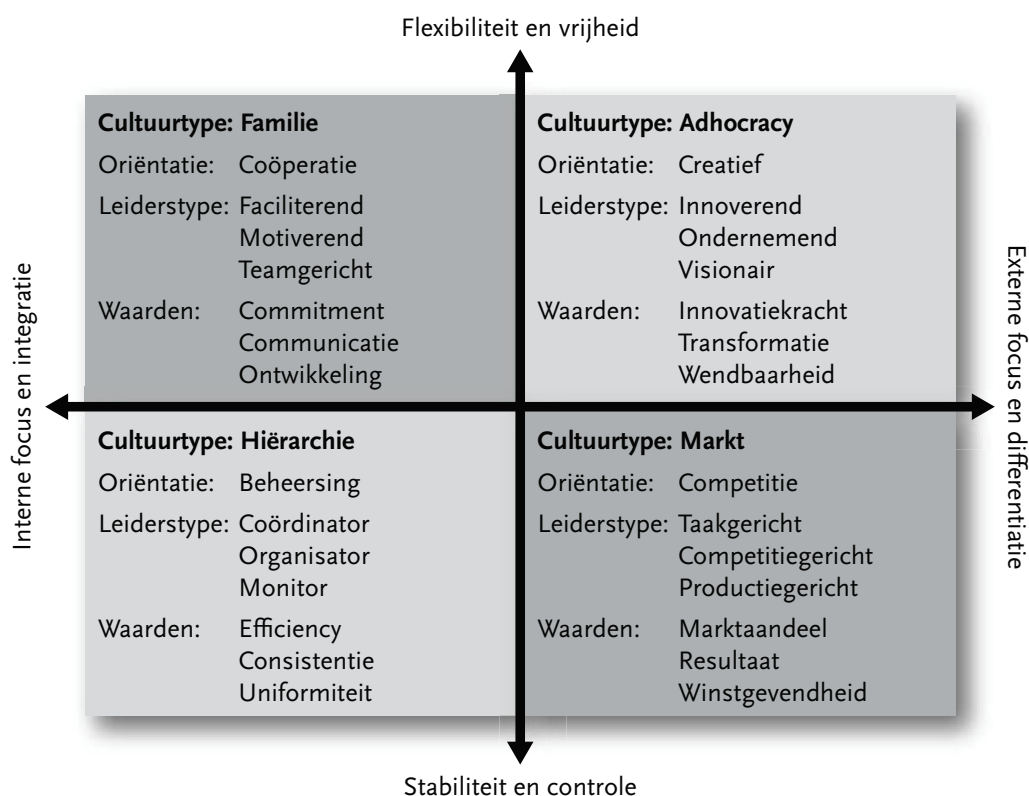 Flexibiliteit en vrijheid
Cultuurtype: Familie
Oriëntatie: Coöperatie
Leiderstype: Faciliterend
Motiverend
Teamgericht
Waarden: Commitment
Communicatie
Ontwikkeling
Cultuurtype: Adhocracy
Oriëntatie: Creatief
Leiderstype: Innoverend
Ondernemend
Visionair
Waarden: Innovatiekracht
Transformatie
Wendbaarheid
Interne focus en integratie
Externe focus en differentiatie
Cultuurtype: Hiërarchie
Oriëntatie: Beheersing
Leiderstype: Coördinator
Organisator
Monitor
Waarden: Efficiency
Consistentie
Uniformiteit
Cultuurtype: Markt
Oriëntatie: Competitie
Leiderstype: Taakgericht
Competitiegericht
Productiegericht
Waarden: Marktaandeel
Resultaat
Winstgevendheid
Stabiliteit en controle